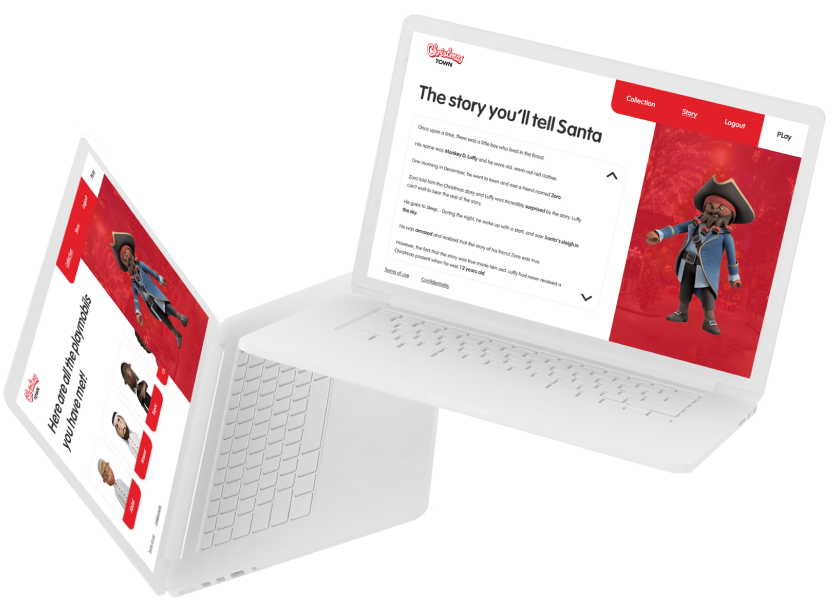 Christmas
TOWN
Collection
Story
Logout
PLay
The story you'll tell Santa
Once upon a time, there was a little boy who lived in the forest.
His name was Monkey D. Luffy and he wore old, worn-out red clothes.
One morning in December, he went to town and met a friend named Zoro.
Zoro told him the Christmas story and Luffy was incredibly surprised by the story. Luffy
can't wait to hear the rest of the story.
He goes to sleep... During the night, he woke up with a start, and saw Santa's sleigh in
the sky.
He was amazed and realized that the story of his friend Zoro was true.
However, the fact that the story was true made him sad. Luffy had never received a
Christmas present when he was 12 years old.
Terms of use
Confidentiality
Christmas
TOWN
Collection
Story
Logout
Here are all the playmobils
you have met!